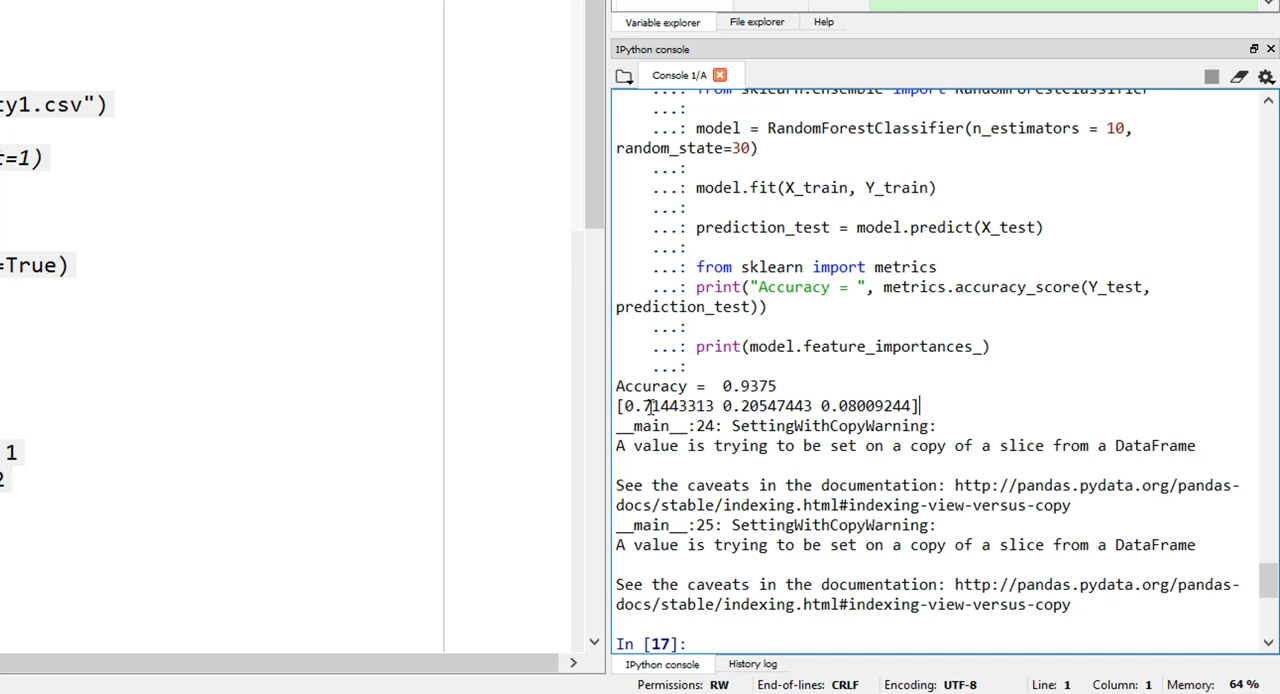 Variable explorer File explorer Help
IPython console
Console 1/A
ty1.csv")
t=1)
=True)
1
2
...: from sklearn.ensemble import RandomForestClassifier
...:
...: model = RandomForestClassifier(n_estimators = 10,
random_state=30)
...:
...: model.fit(X_train, Y_train)
...:
...: prediction_test = model.predict(X_test)
...:
...: from sklearn import metrics
...: print("Accuracy = ", metrics.accuracy_score(Y_test,
prediction_test))
...:
...: print(model.feature_importances_)
...:
Accuracy =  0.9375
[0.71443313 0.20547443 0.08009244]
__main__:24: SettingWithCopyWarning:
A value is trying to be set on a copy of a slice from a DataFrame
See the caveats in the documentation: http://pandas.pydata.org/pandas-
docs/stable/indexing.html#indexing-view-versus-copy
__main__:25: SettingWithCopyWarning:
A value is trying to be set on a copy of a slice from a DataFrame
See the caveats in the documentation: http://pandas.pydata.org/pandas-
docs/stable/indexing.html#indexing-view-versus-copy
In [17]:
IPython console History log
Permissions: RW End-of-lines: CRLF Encoding: UTF-8 Line: 1 Column: 1 Memory: 64 %